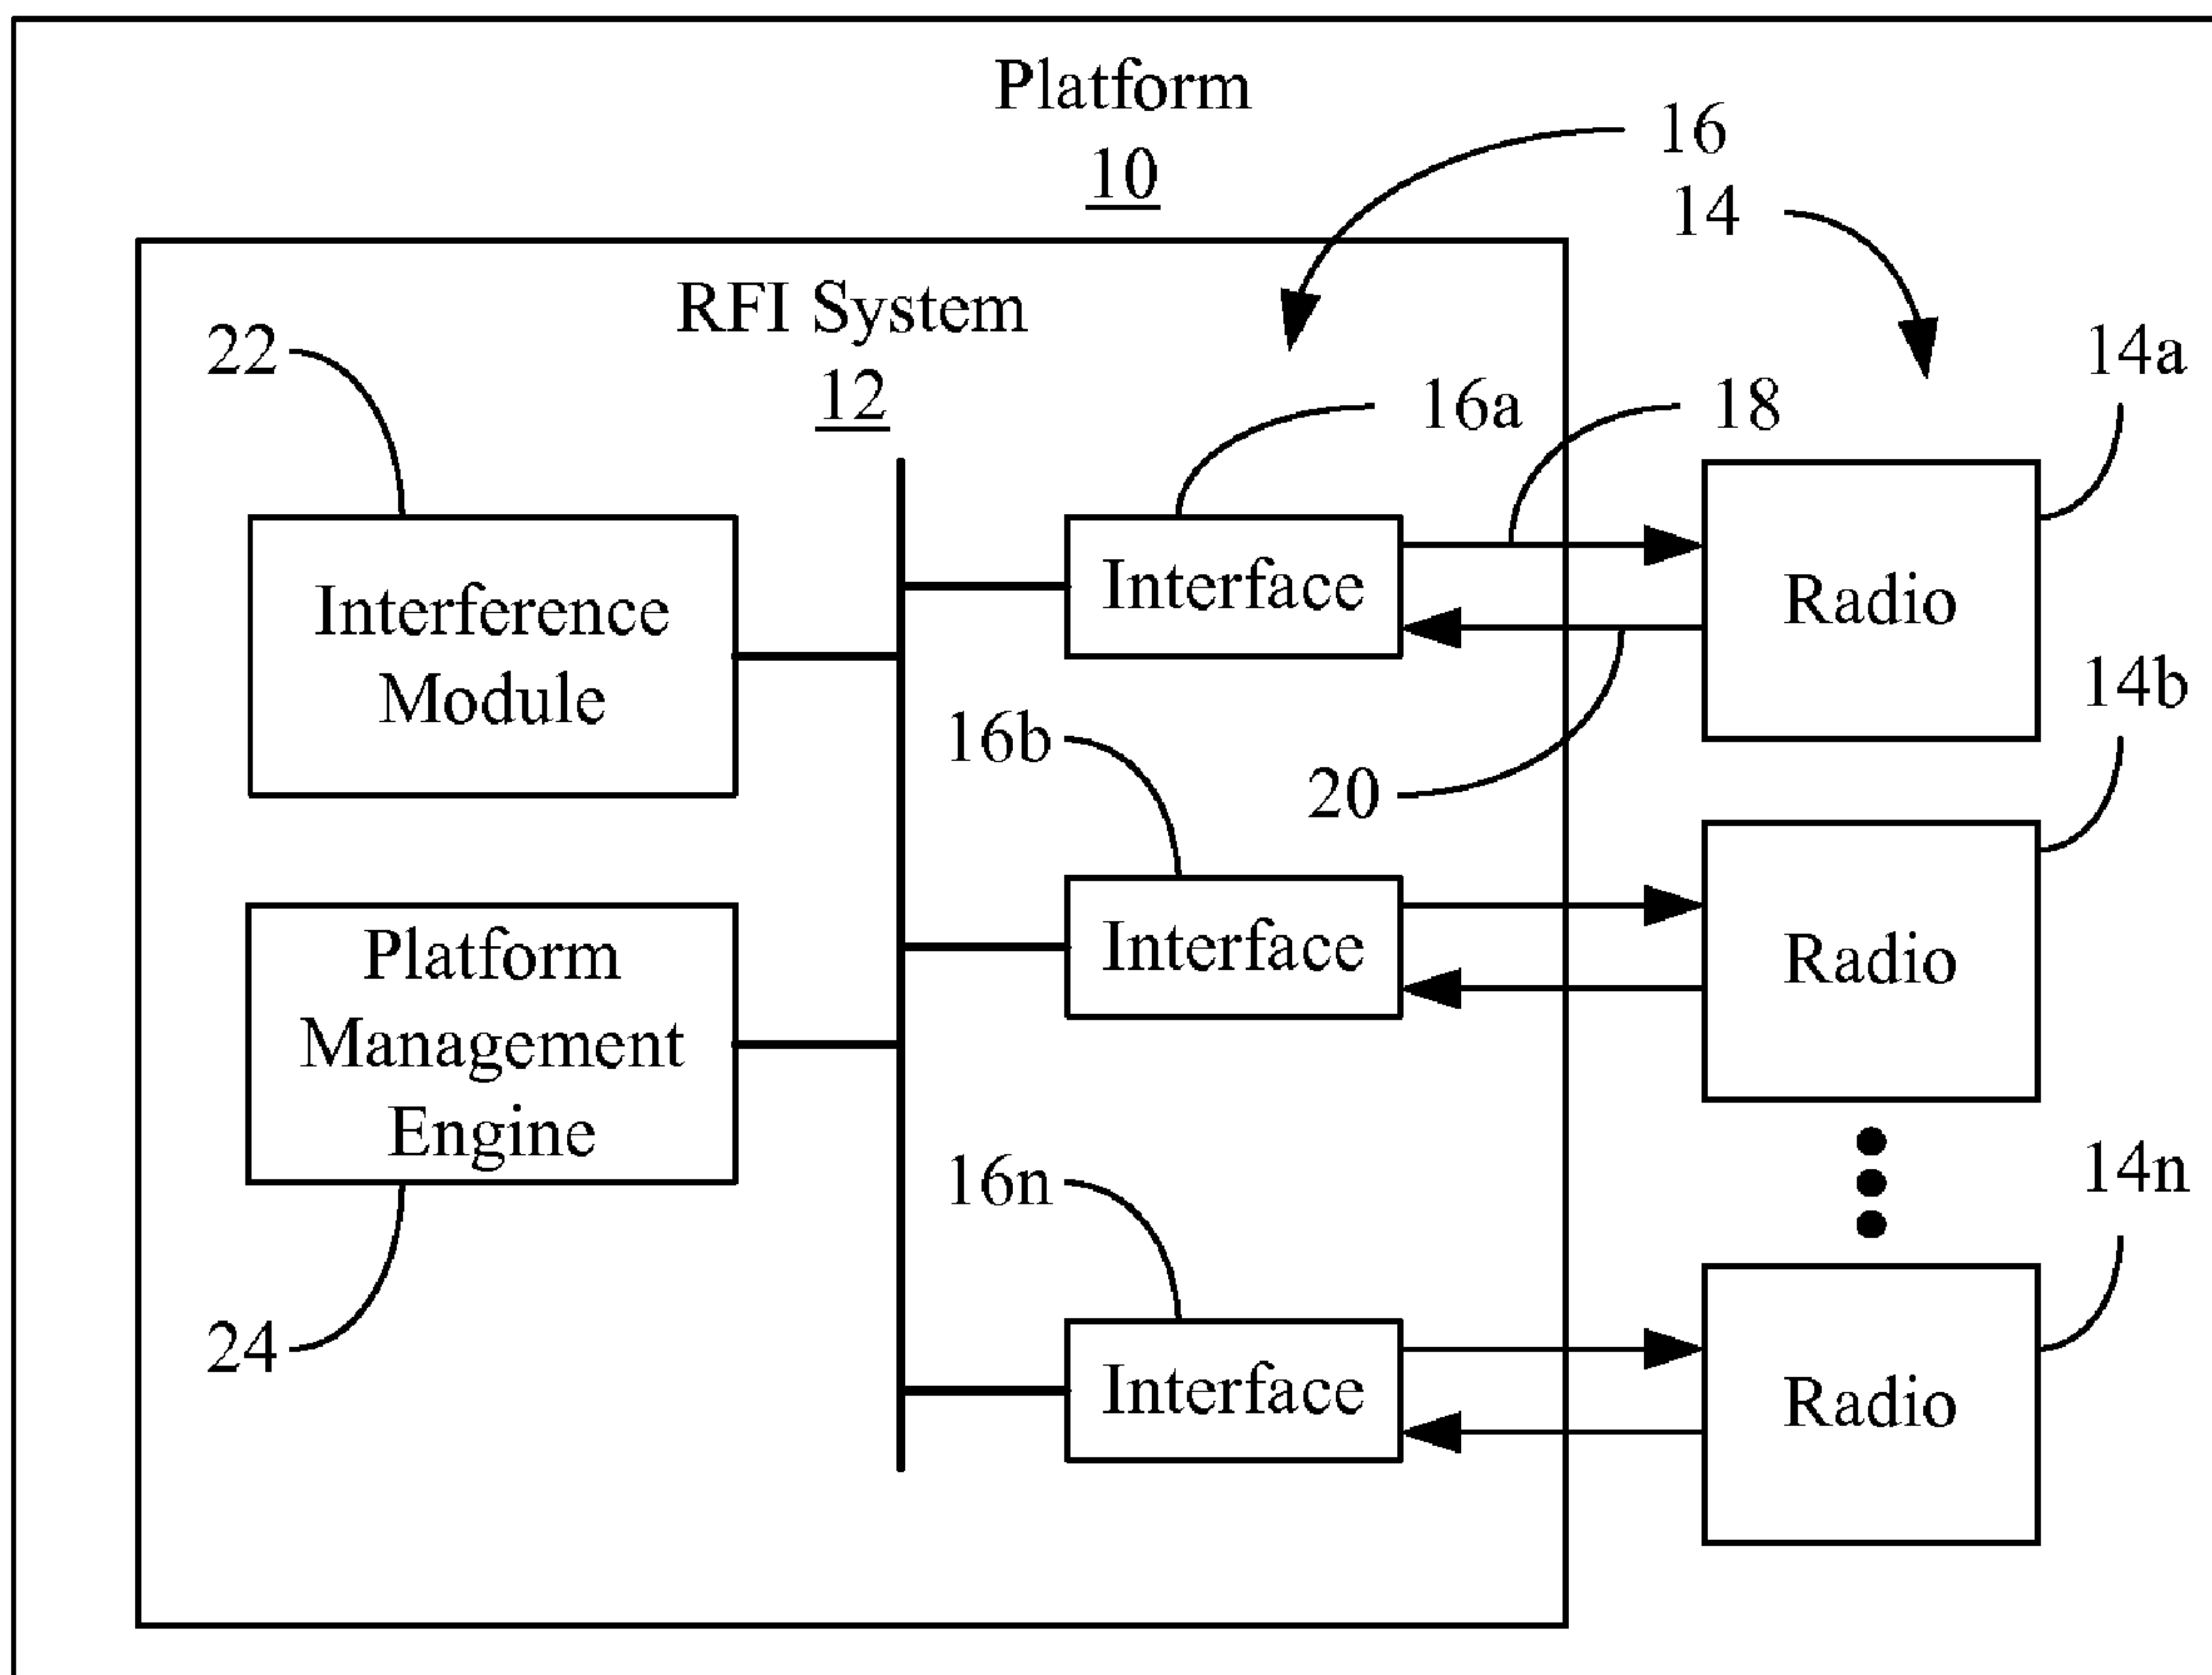 Platform
10
16
14
RFI System
12
22
14a
16a
18
Interference
Module
Interface
Radio
14b
16b
20
Platform
Management
Engine
Interface
Radio
16n
14n
24
Interface
Radio